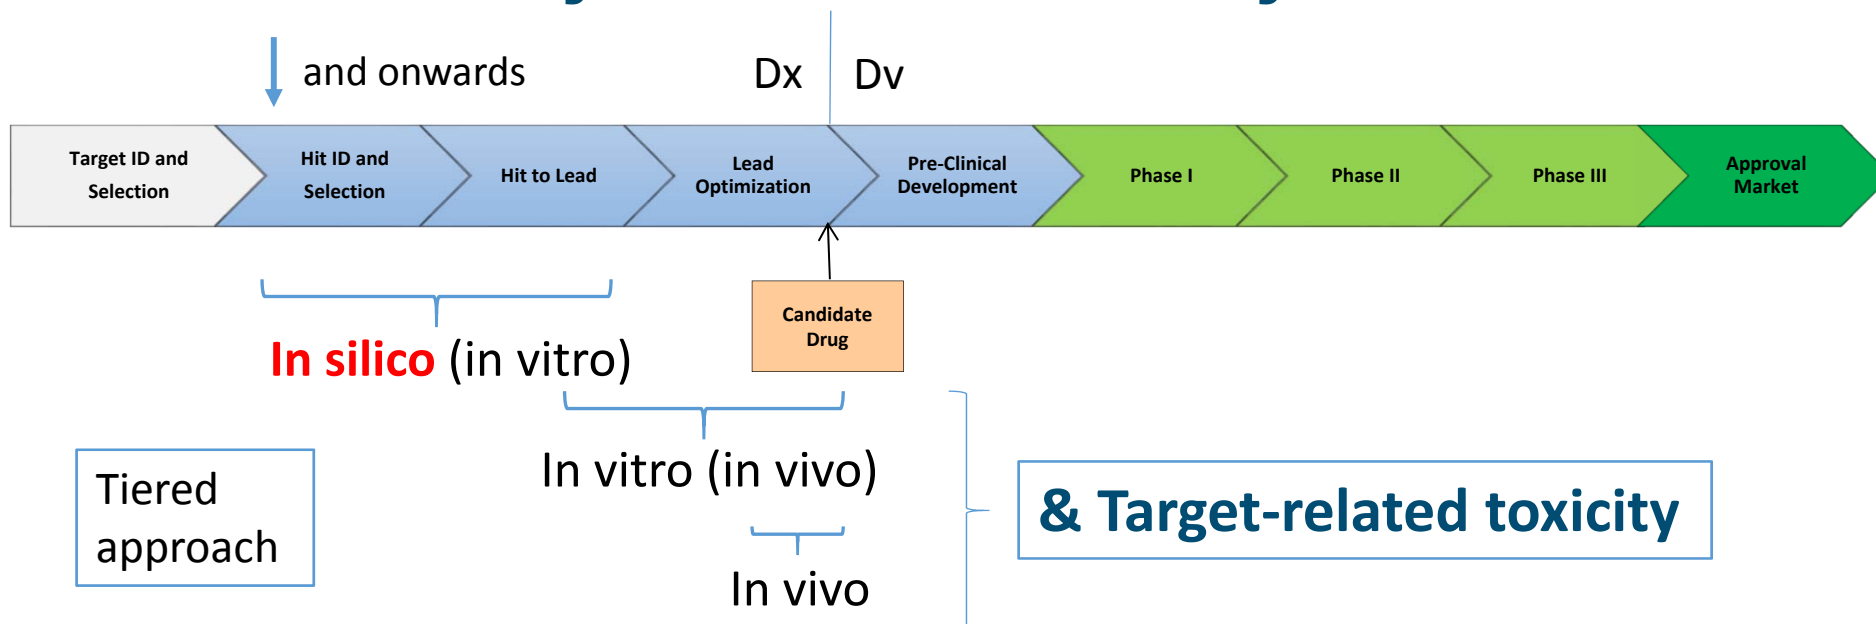 and onwards
Dx
Dv
Target ID and
Selection
Hit ID and
Selection
Hit to Lead
Lead
Optimization
Pre-Clinical
Development
Phase I
Phase II
Phase III
Approval
Market
Candidate
Drug
In silico (in vitro)
In vitro (in vivo)
Tiered
approach
& Target-related toxicity
In vivo